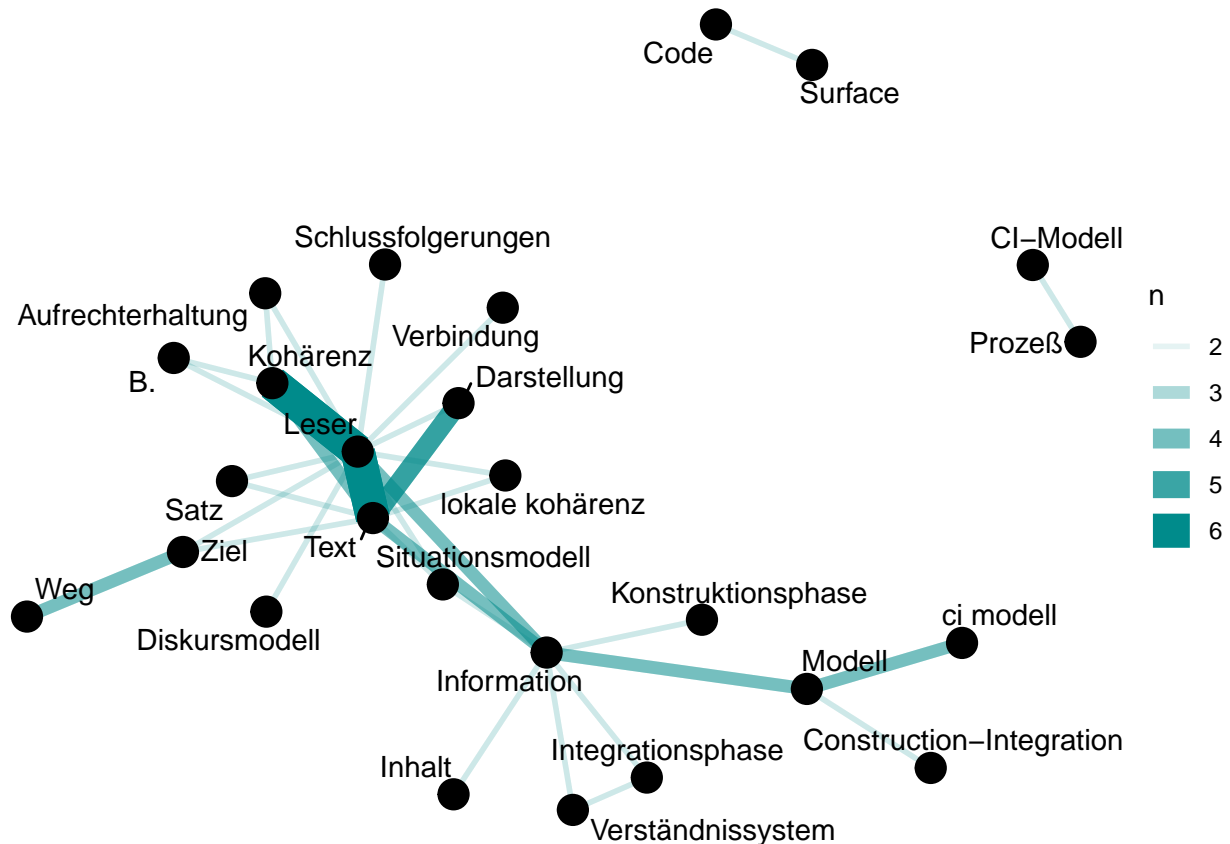 Code
Surface
Schlussfolgerungen
CI−Modell
n
Aufrechterhaltung
Verbindung
Prozeß
2
Kohärenz
Darstellung
B.
3
Leser
4
Satz
lokale kohärenz
5
Text
Ziel
6
Situationsmodell
Weg
Konstruktionsphase
ci modell
Diskursmodell
Modell
Information
Construction−Integration
Inhalt
Integrationsphase
Verständnissystem